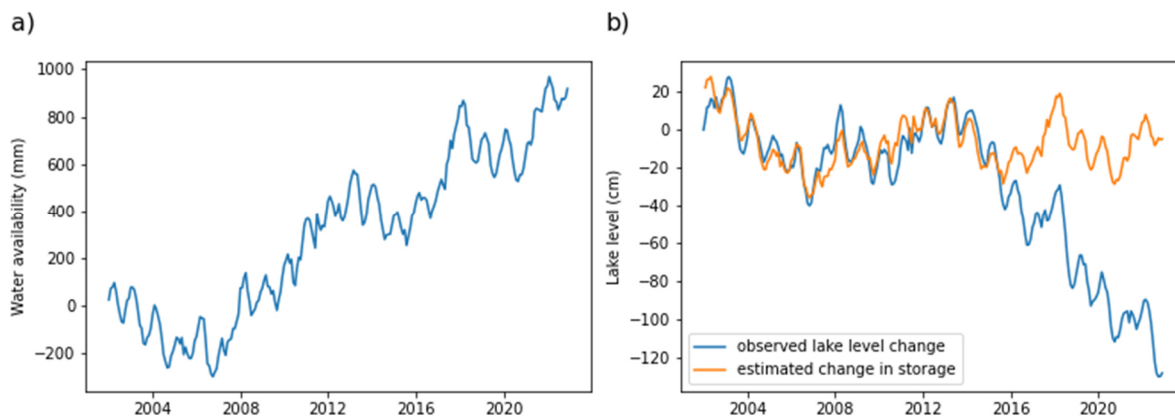 a)
Water availability (mm)
1000
800
600
400
200
0
−200
2004 2008 2012 2016 2020
b)
Lake level (cm)
20
0
−20
−40
−60
−80
−100
−120
observed lake level change
estimated change in storage
2004 2008 2012 2016 2020